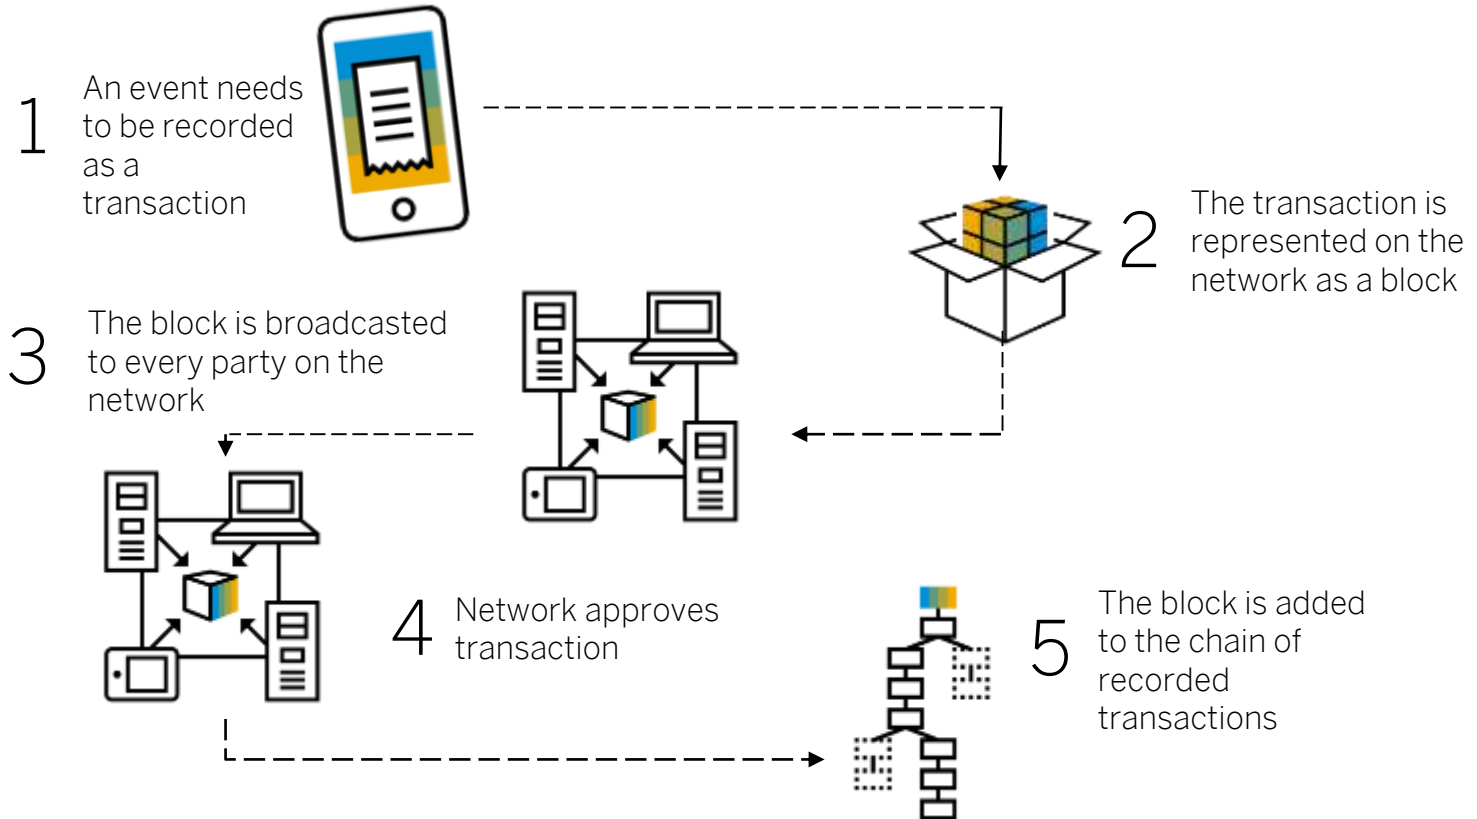 1
An event needs
to be recorded
as a
transaction
2
The transaction is
represented on the
network as a block
3
The block is broadcasted
to every party on the
network
4
Network approves
transaction
5
The block is added
to the chain of
recorded
transactions